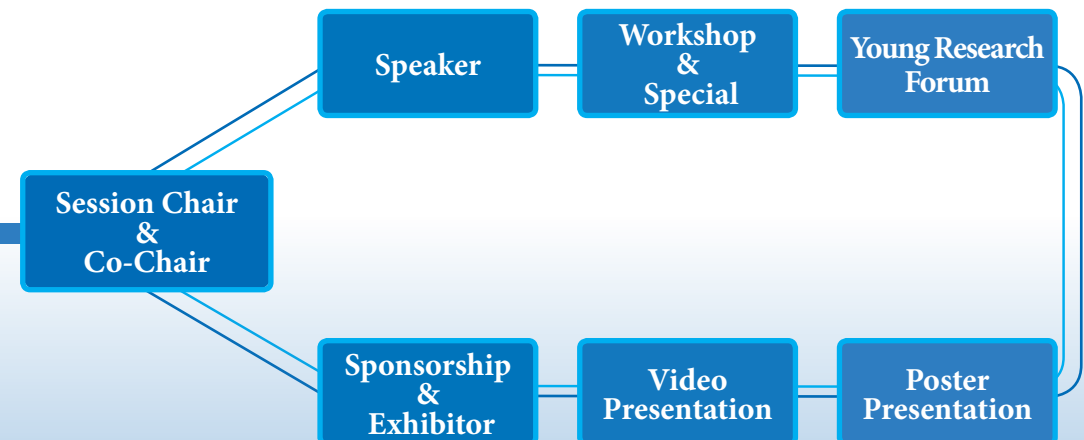 Speaker
Workshop
&
Special
Young Research
Forum
Session Chair
&
Co-Chair
Sponsorship
&
Exhibitor
Video
Presentation
Poster
Presentation